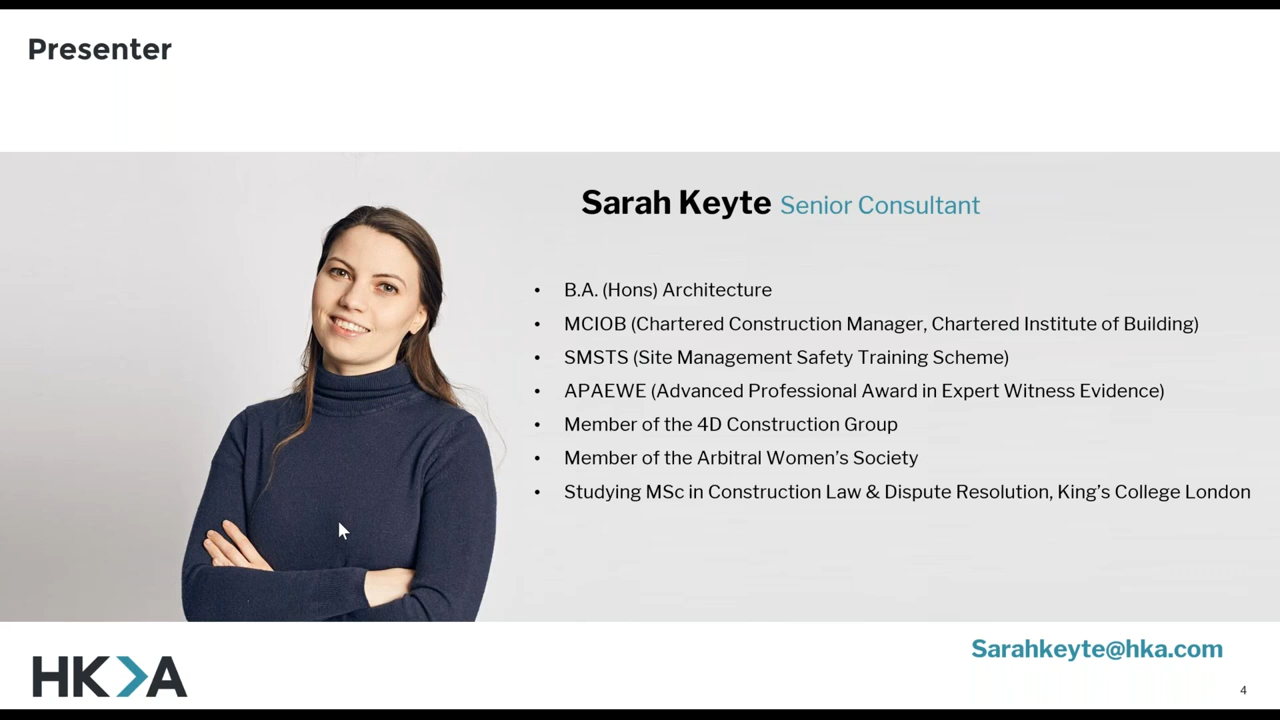 Presenter
Sarah Keyte Senior Consultant
• B.A. (Hons) Architecture
• MCIOB (Chartered Construction Manager, Chartered Institute of Building)
• SMSTS (Site Management Safety Training Scheme)
• APAEWE (Advanced Professional Award in Expert Witness Evidence)
• Member of the 4D Construction Group
• Member of the Arbitral Women’s Society
• Studying MSc in Construction Law & Dispute Resolution, King’s College London
Sarahkeyte@hka.com
HKA
4